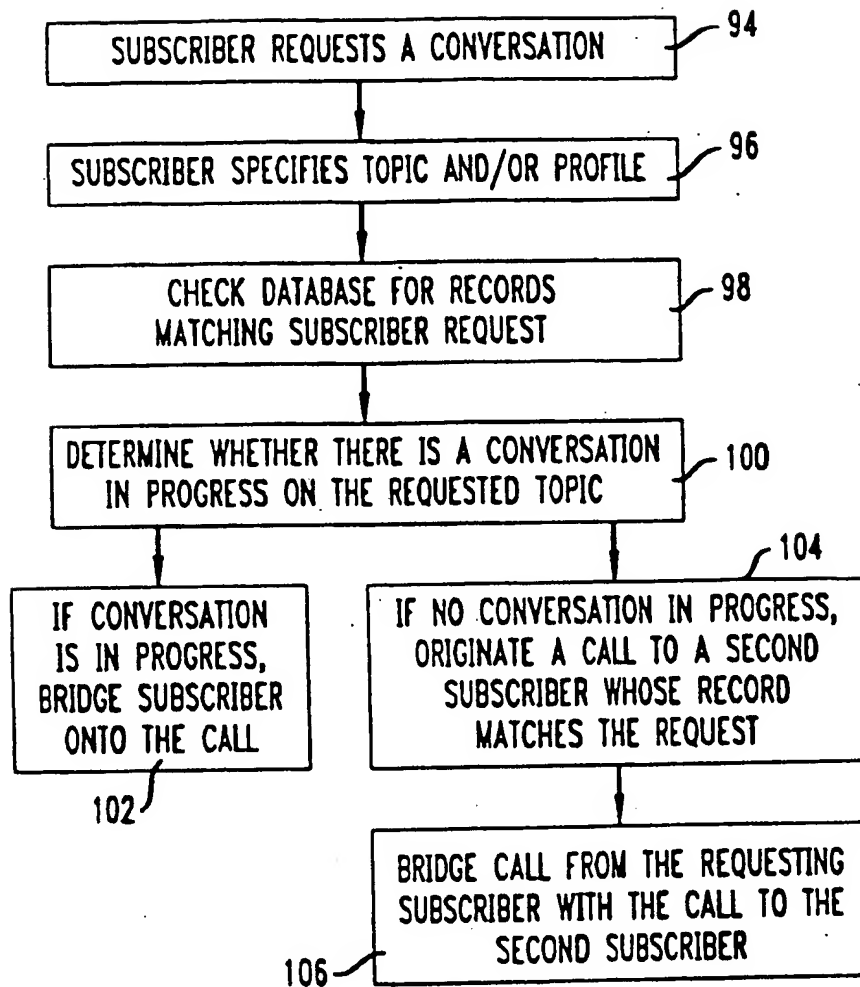 SUBSCRIBER REQUESTS A CONVERSATION
94
SUBSCRIBER SPECIFIES TOPIC AND/OR PROFILE
96
CHECK DATABASE FOR RECORDS
MATCHING SUBSCRIBER REQUEST
98
DETERMINE WHETHER THERE IS A CONVERSATION
IN PROGRESS ON THE REQUESTED TOPIC
100
IF CONVERSATION
IS IN PROGRESS,
BRIDGE SUBSCRIBER
ONTO THE CALL
102
104
IF NO CONVERSATION IN PROGRESS,
ORIGINATE A CALL TO A SECOND
SUBSCRIBER WHOSE RECORD
MATCHES THE REQUEST
BRIDGE CALL FROM THE REQUESTING
SUBSCRIBER WITH THE CALL TO THE
SECOND SUBSCRIBER
106